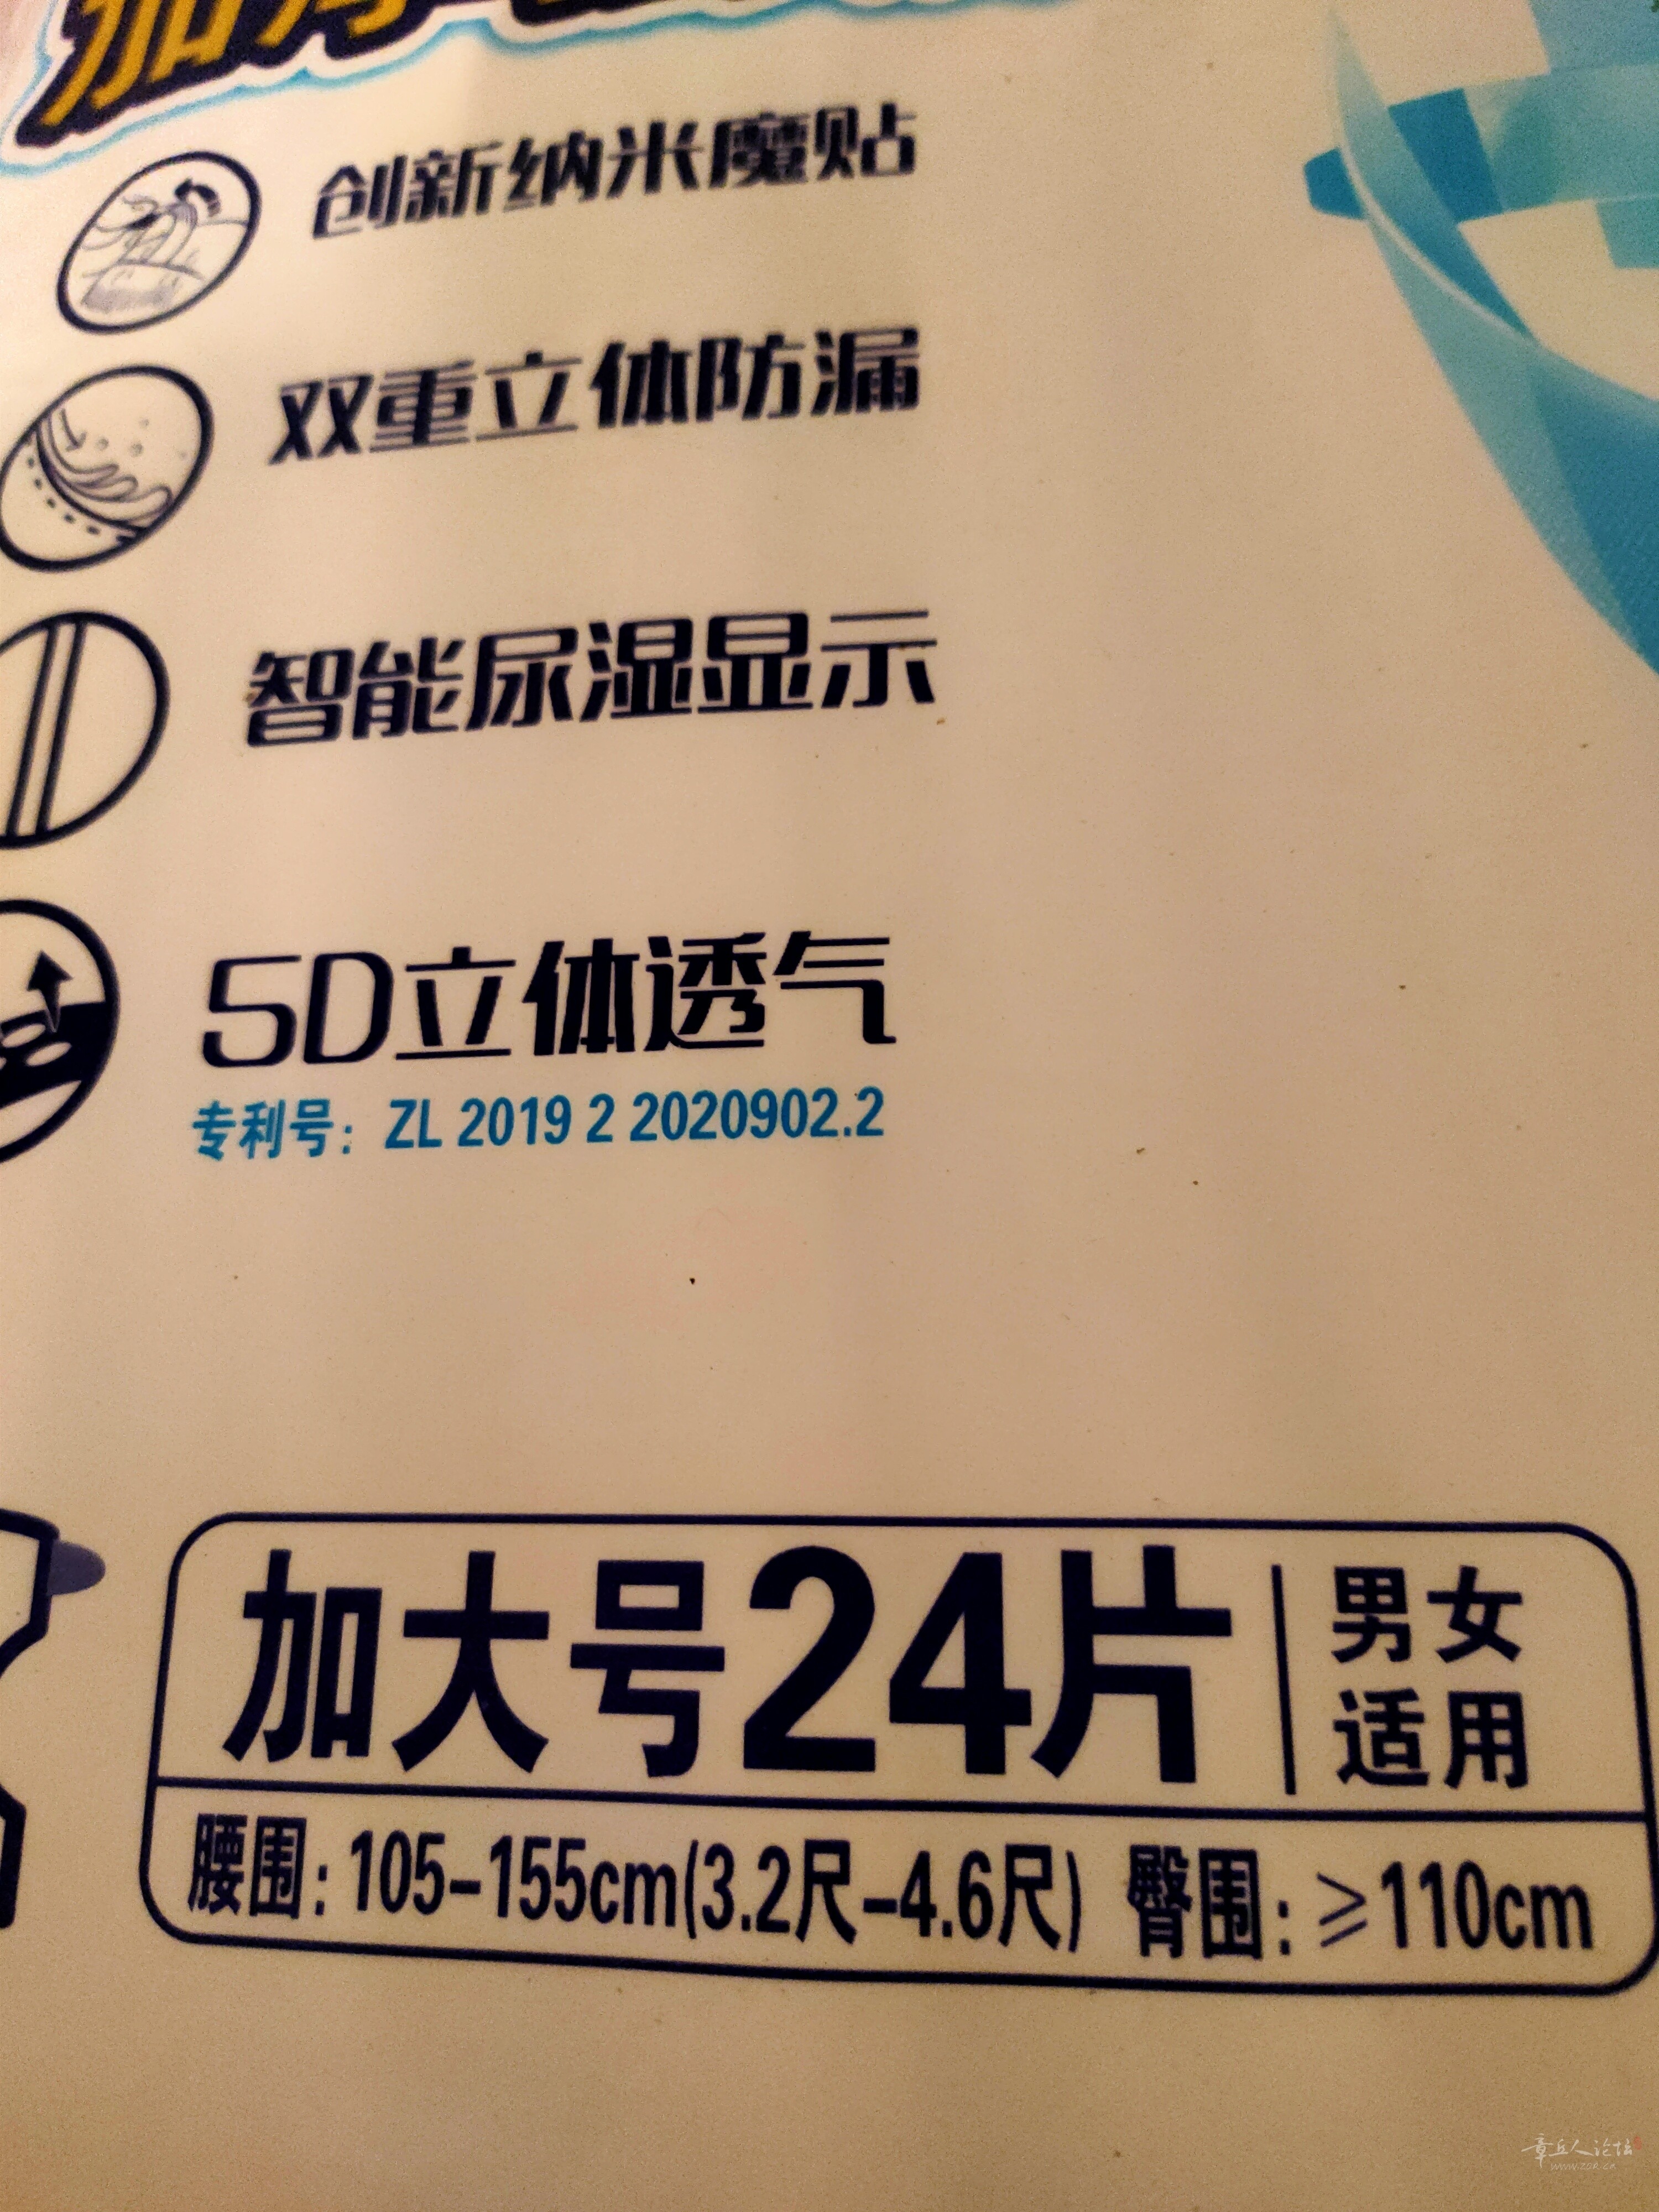 创新纳米魔贴
双重立体防漏
智能尿湿显示
5D立体透气
专利号：ZL 2019 2 2020902.2
加大号24片
男女
适用
腰围：105-155cm(3.2尺-4.6尺) 臀围：≥110cm
章丘人论坛